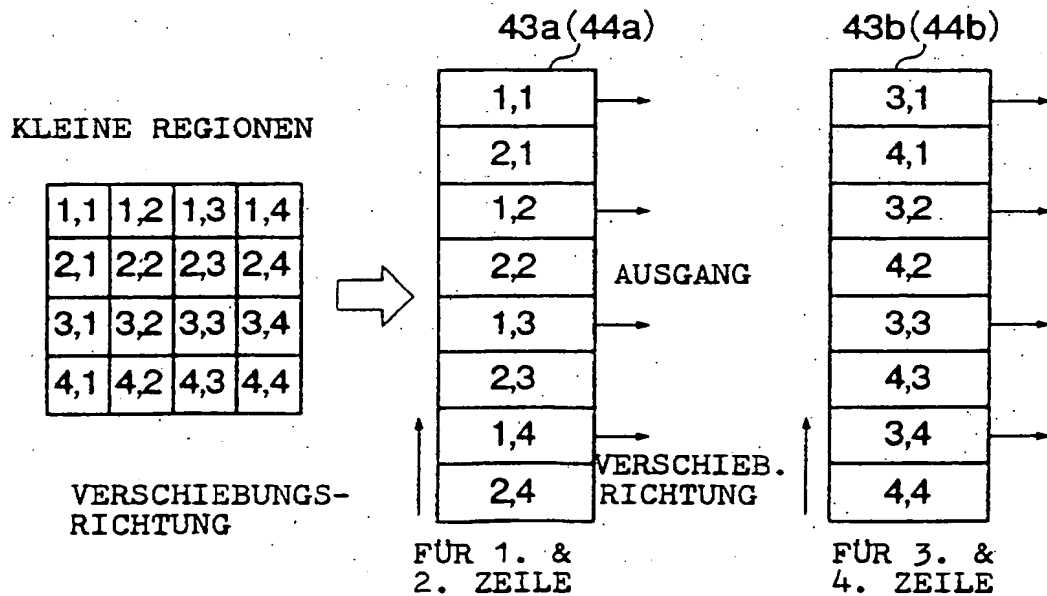 43a(44a)
43b(44b)
KLEINE REGIONEN
1,1 1,2 1,3 1,4
2,1 2,2 2,3 2,4
3,1 3,2 3,3 3,4
4,1 4,2 4,3 4,4
VERSCHIEBUNGS-
RICHTUNG
1,1
2,1
1,2
2,2
1,3
2,3
1,4
2,4
AUSGANG
VERSCHIEB.
RICHTUNG
FÜR 1. &
2. ZEILE
3,1
4,1
3,2
4,2
3,3
4,3
3,4
4,4
FÜR 3. &
4. ZEILE